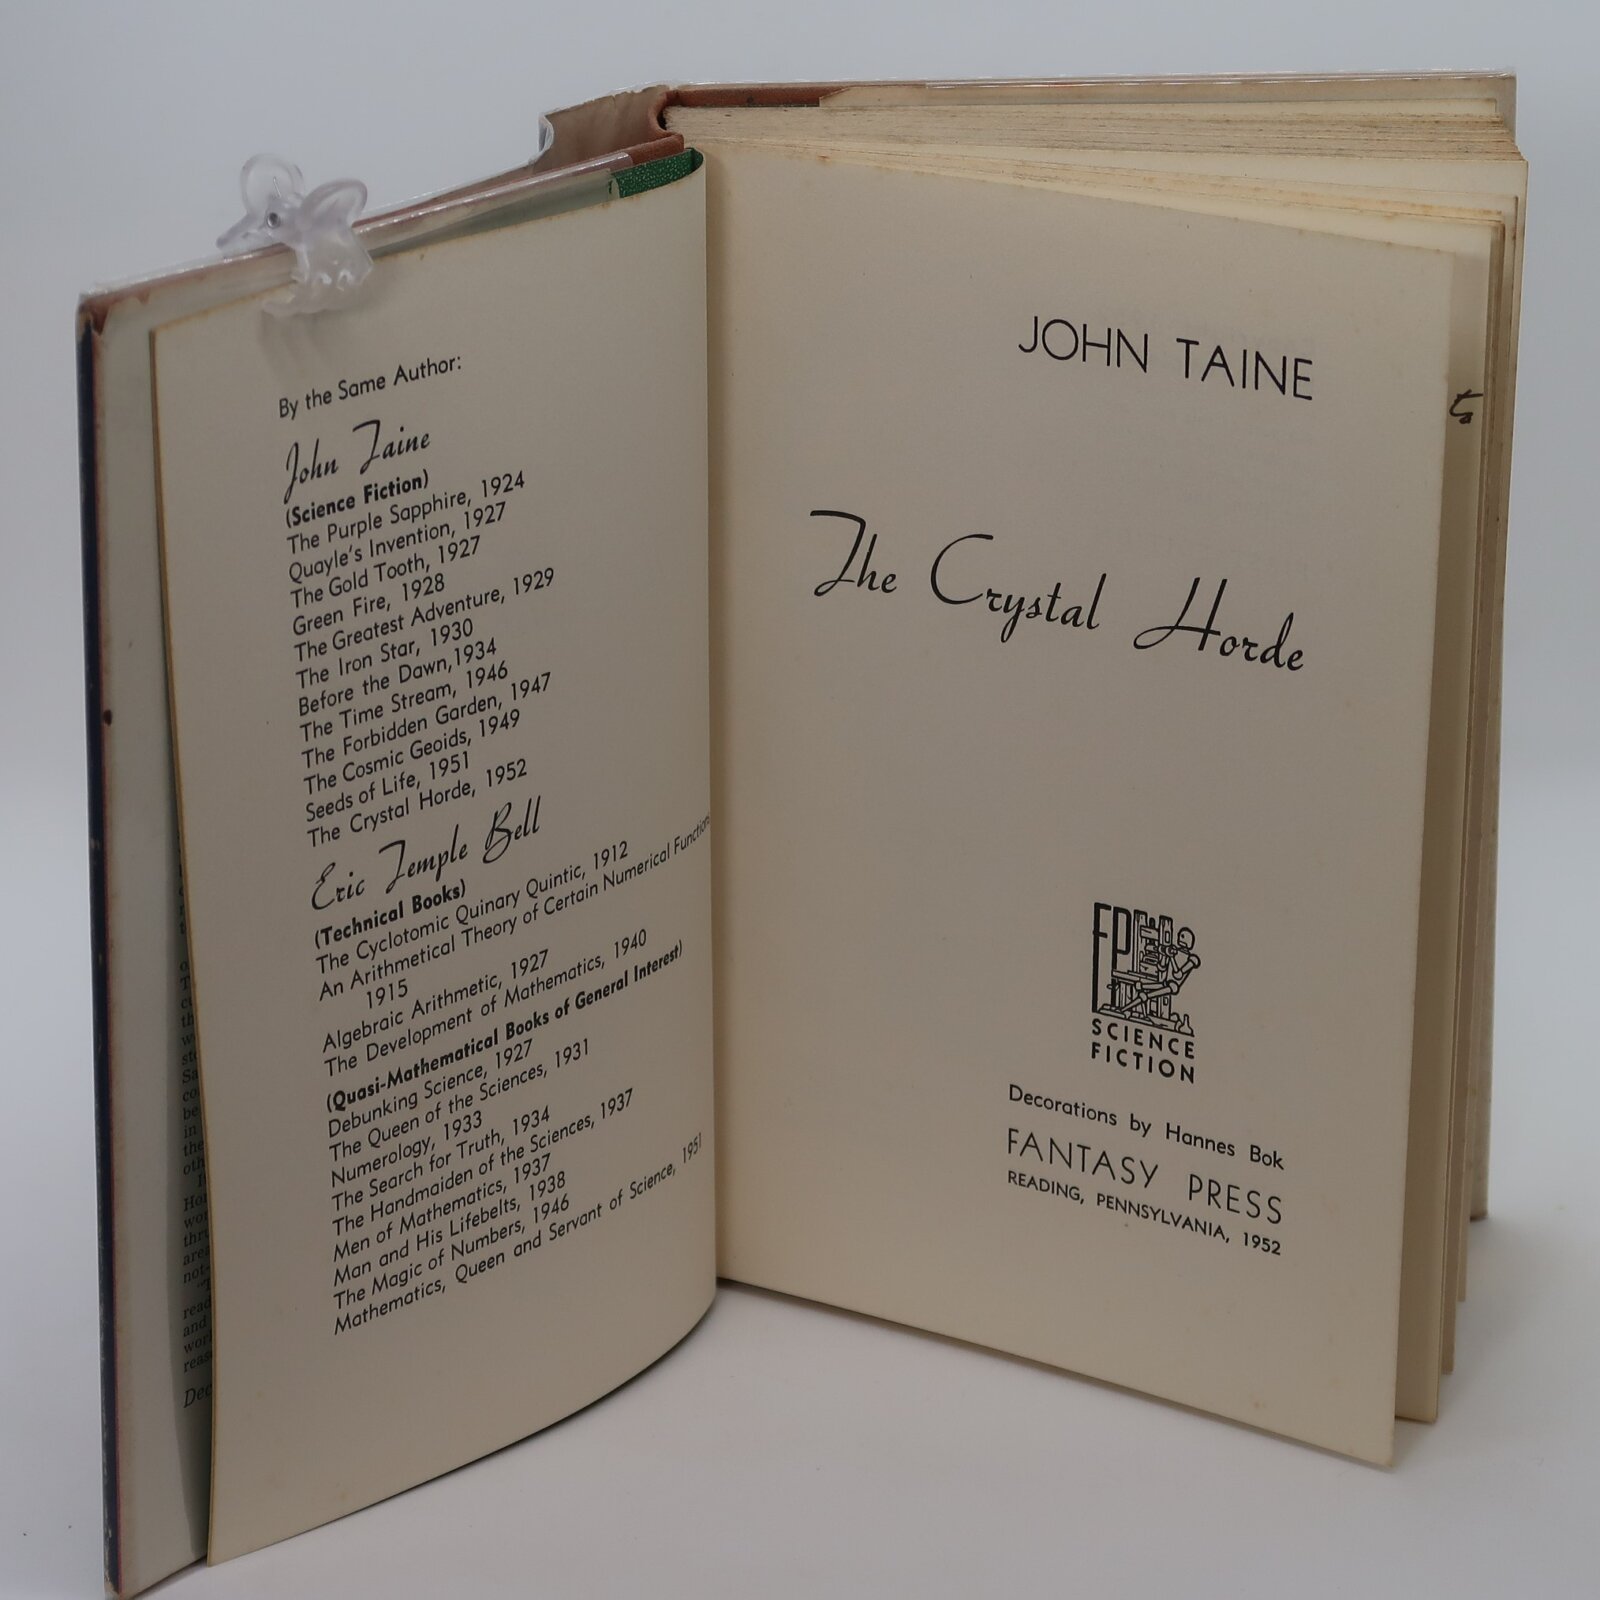 By the Same Author:
John Taine
(Science Fiction)
The Purple Sapphire, 1924
Quayle's Invention, 1927
The Gold Tooth, 1927
Green Fire, 1928
The Greatest Adventure, 1929
The Iron Star, 1930
Before the Dawn, 1934
The Time Stream, 1946
The Forbidden Garden, 1947
The Cosmic Geoids, 1949
Seeds of Life, 1951
The Crystal Horde, 1952
Eric Temple Bell
(Technical Books)
The Cyclotomic Quinary Quintic, 1912
An Arithmetical Theory of Certain Numerical Functions
1915
Algebraic Arithmetic, 1927
The Development of Mathematics, 1940
(Quasi-Mathematical Books of General Interest)
Debunking Science, 1927
The Queen of the Sciences, 1931
Numerology, 1933
The Search for Truth, 1934
The Handmaiden of the Sciences, 1937
Men of Mathematics, 1937
Man and His Lifebelts, 1938
The Magic of Numbers, 1946
Mathematics, Queen and Servant of Science, 1951
JOHN TAINE
The Crystal Horde
FP
SCIENCE
FICTION
Decorations by Hannes Bok
FANTASY PRESS
READING, PENNSYLVANIA, 1952